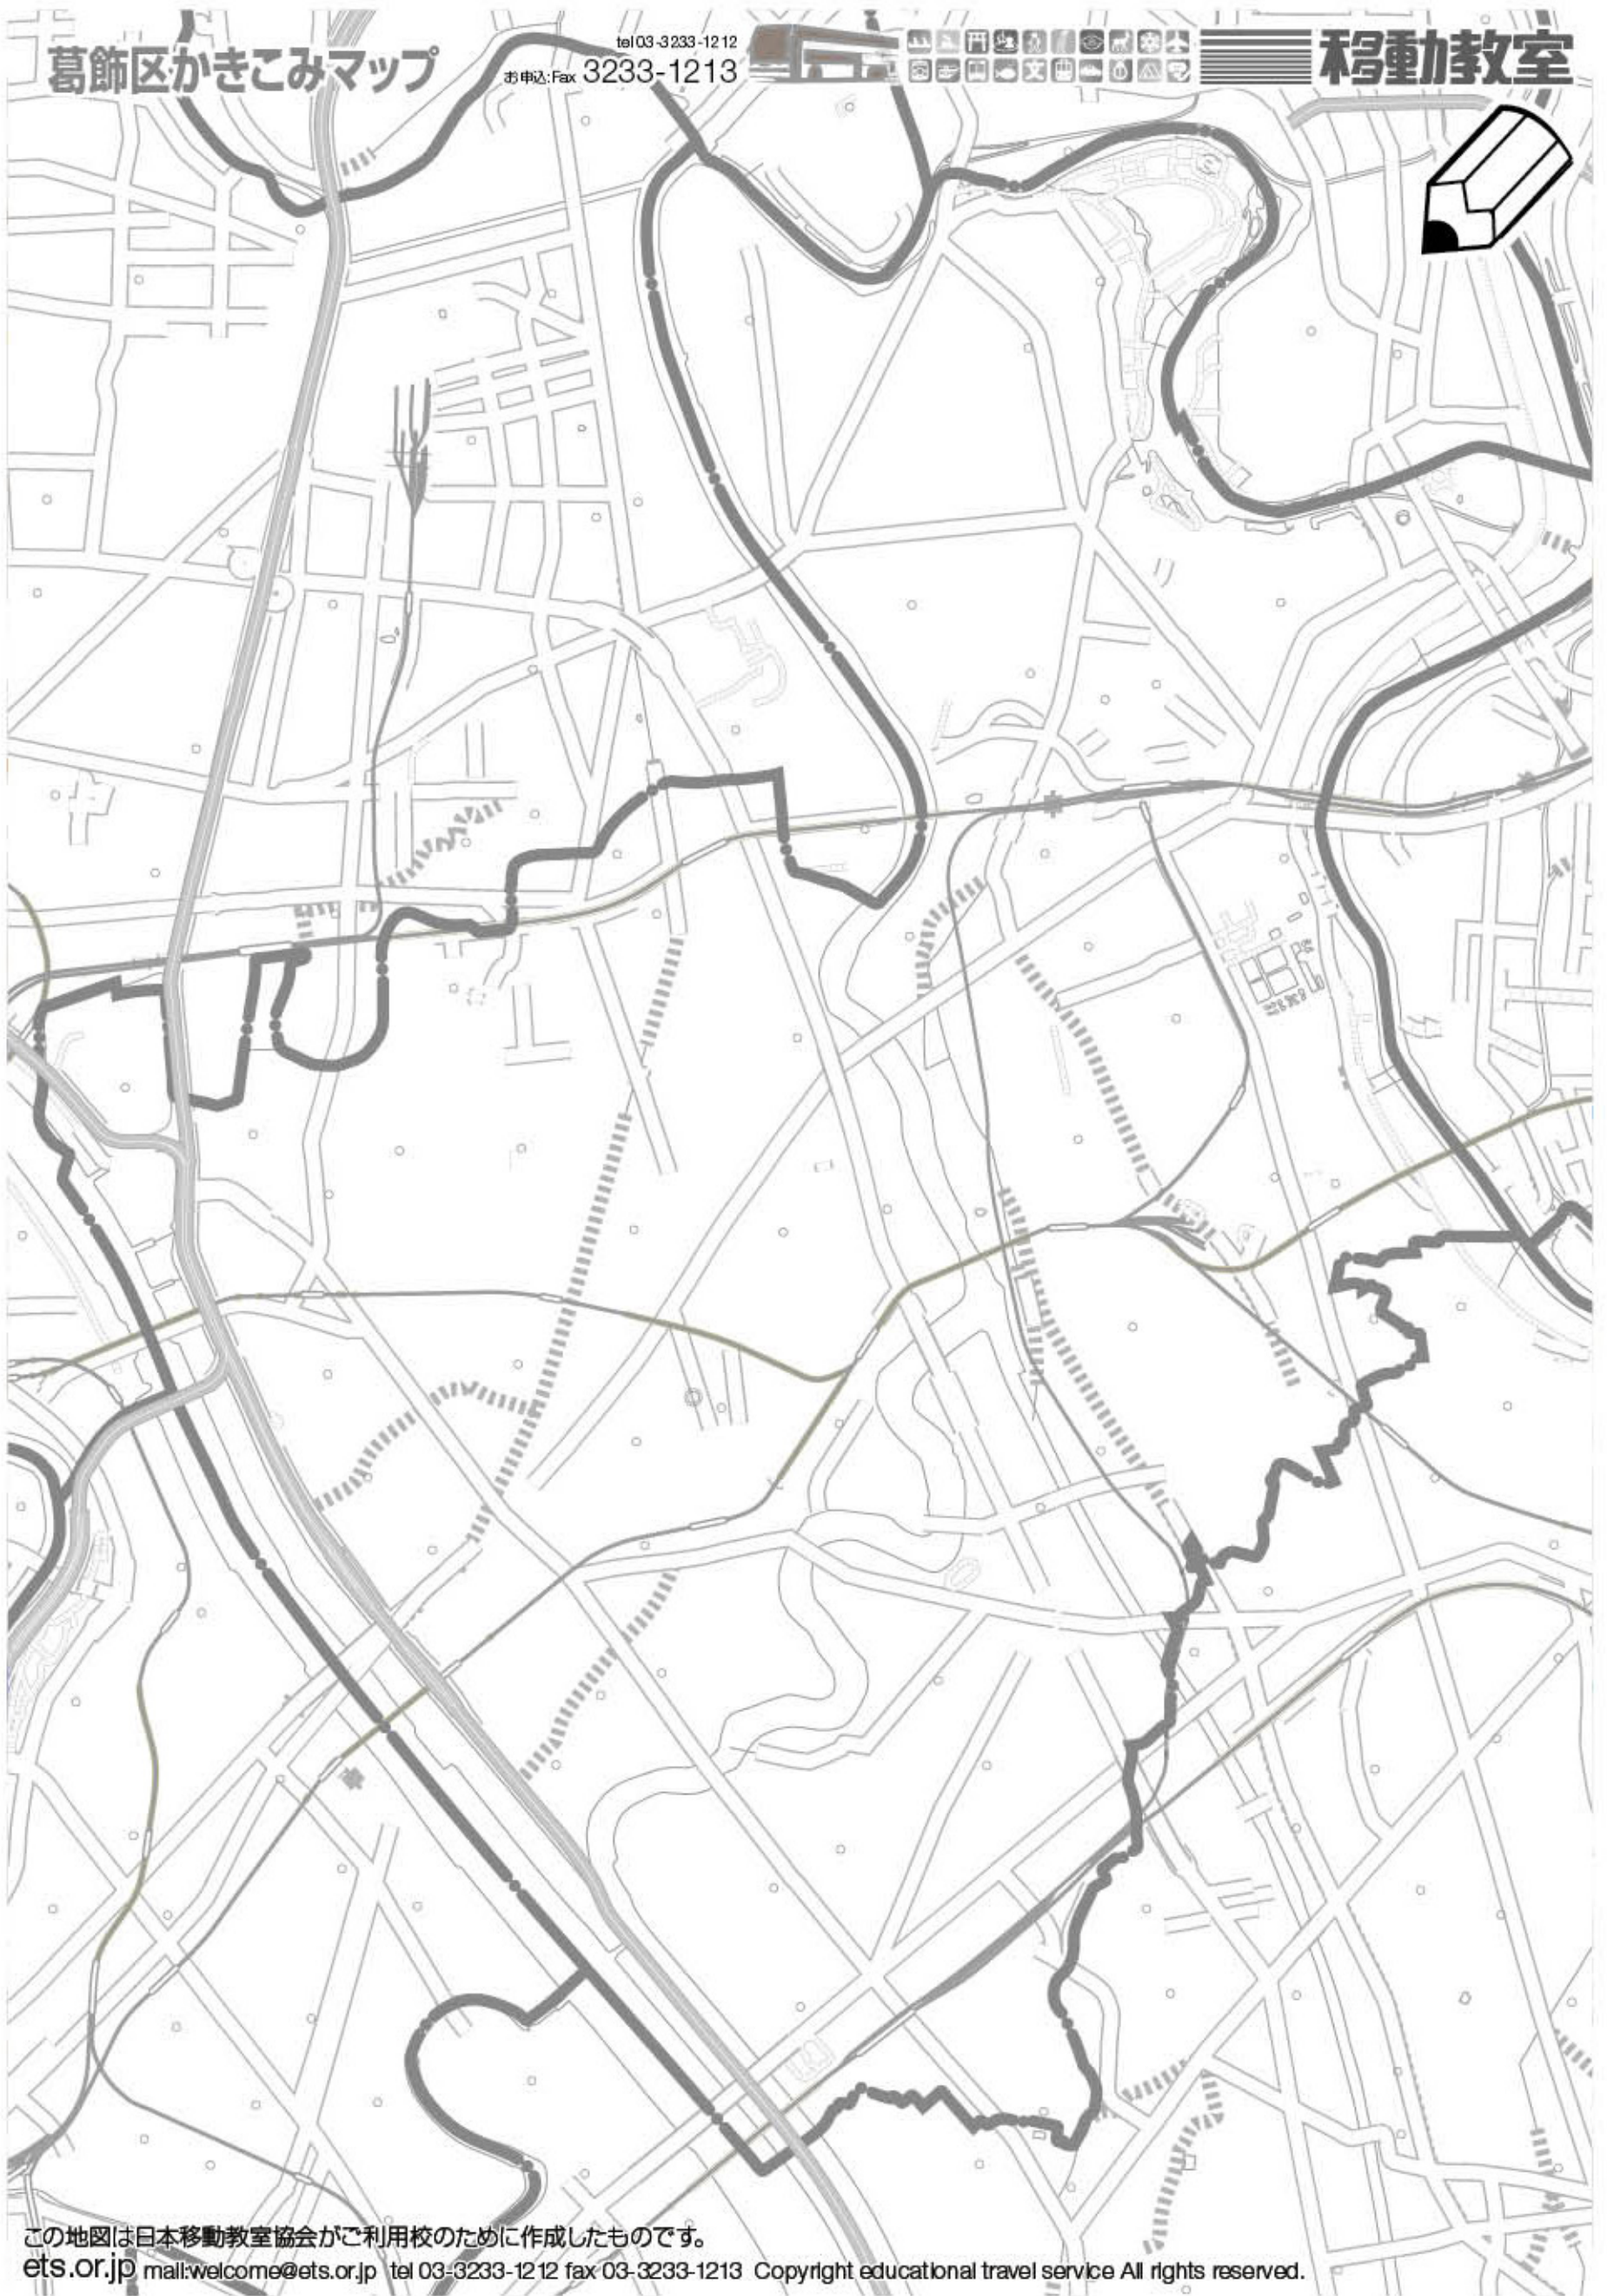 葛飾区かきこみマップ
tel 03-3233-1212
お申込:Fax 3233-1213
移動教室
この地図は日本移動教室協会がご利用校のために作成したものです。
ets.or.jp mail:welcome@ets.or.jp tel 03-3233-1212 fax 03-3233-1213 Copyright educational travel service All rights reserved.